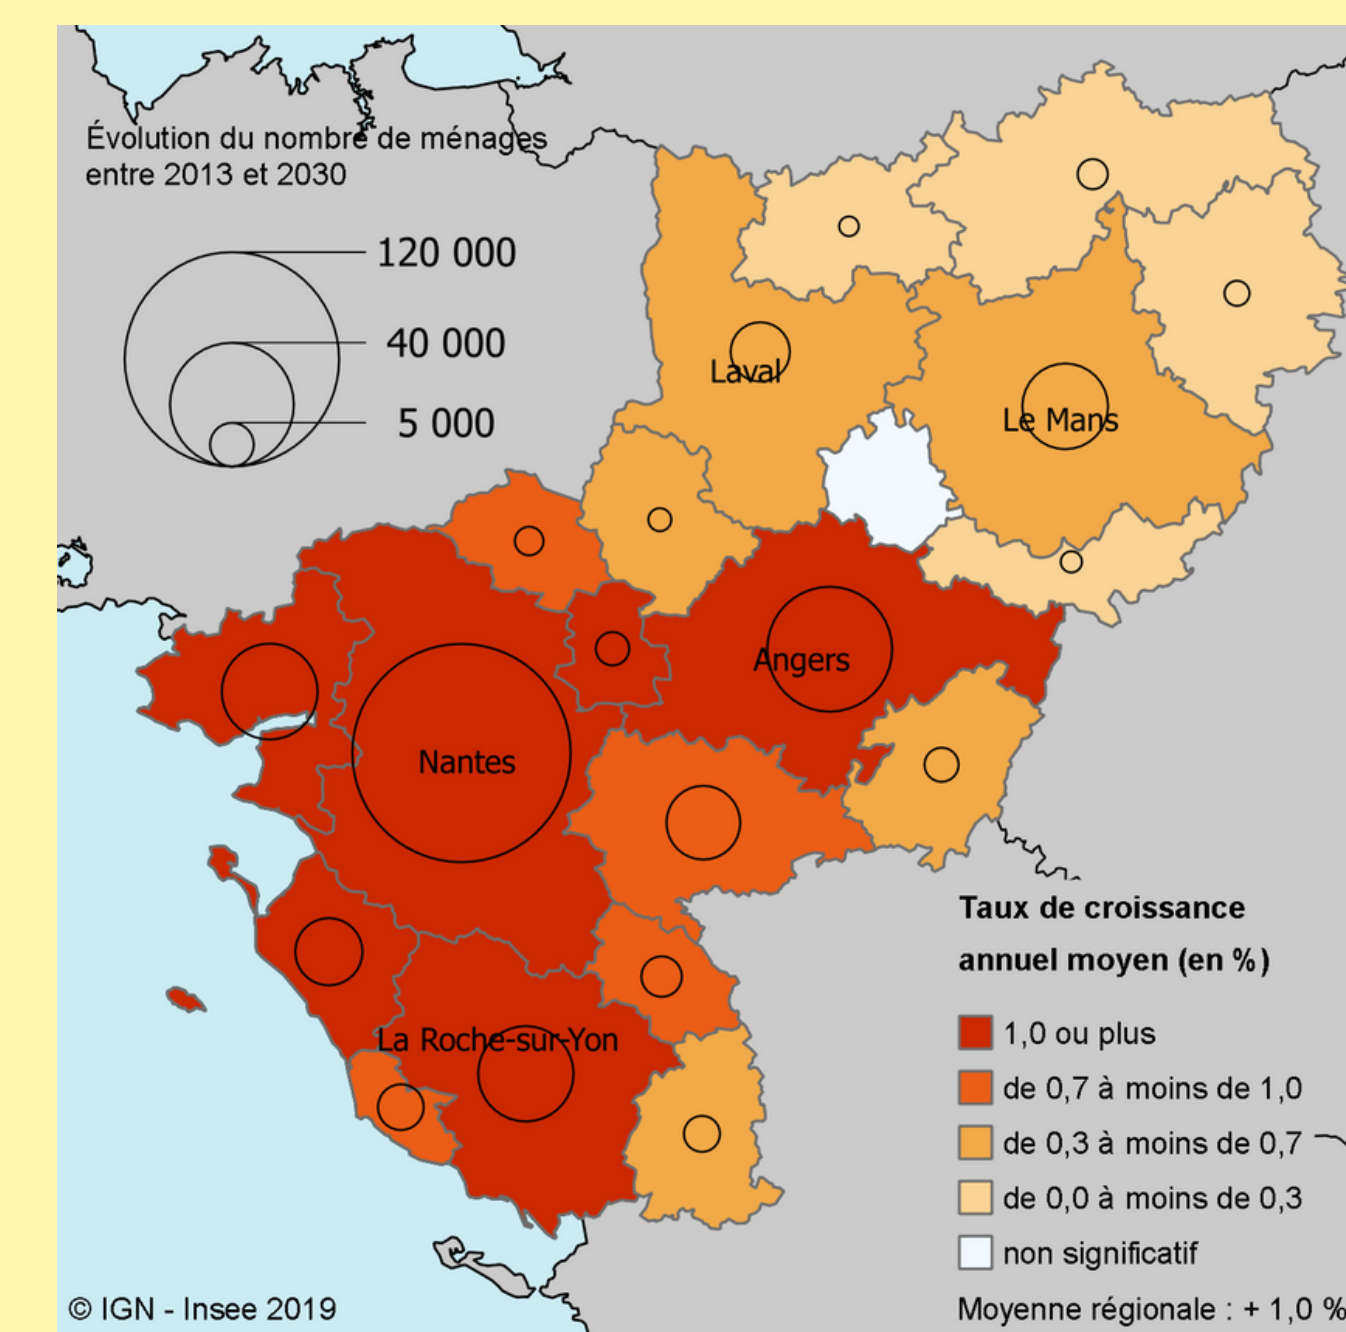 Évolution du nombre de ménages
entre 2013 et 2030
120 000
40 000
5 000
Laval
Le Mans
Angers
Nantes
La Roche-sur-Yon
Taux de croissance
annuel moyen (en %)
1,0 ou plus
de 0,7 à moins de 1,0
de 0,3 à moins de 0,7
de 0,0 à moins de 0,3
non significatif
Moyenne régionale : + 1,0 %
© IGN - Insee 2019